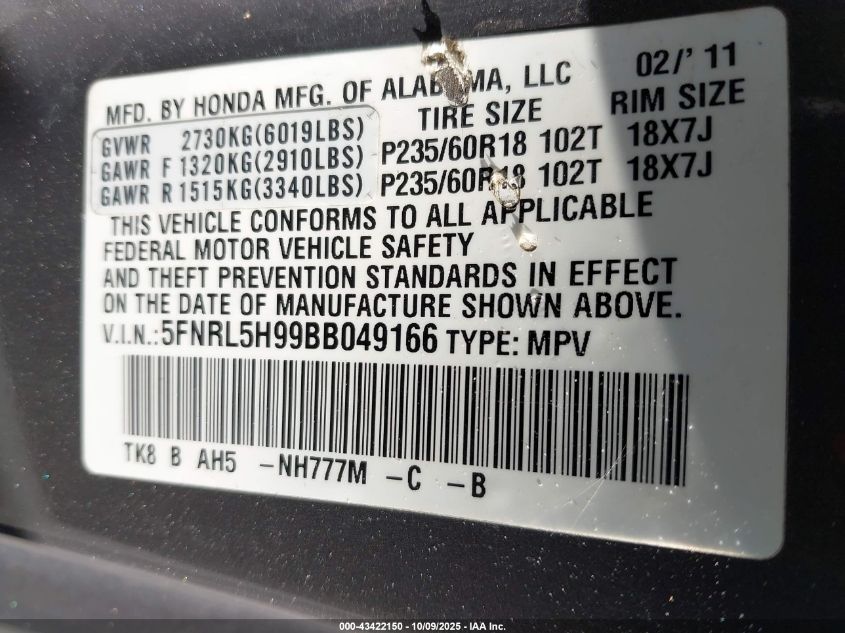 MFD. BY HONDA MFG. OF ALABAMA, LLC 02/' 11
TIRE SIZE RIM SIZE
GVWR 2730KG(6019LBS)
GAWR F 1320KG(2910LBS) P235/60R18 102T 18X7J
GAWR R 1515KG(3340LBS) P235/60R18 102T 18X7J
THIS VEHICLE CONFORMS TO ALL APPLICABLE
FEDERAL MOTOR VEHICLE SAFETY
AND THEFT PREVENTION STANDARDS IN EFFECT
ON THE DATE OF MANUFACTURE SHOWN ABOVE.
V.I.N.:5FNRL5H99BB049166 TYPE: MPV
TK8 B AH5 -NH777M -C -B
000-43422150 - 10/09/2025 - IAA Inc.